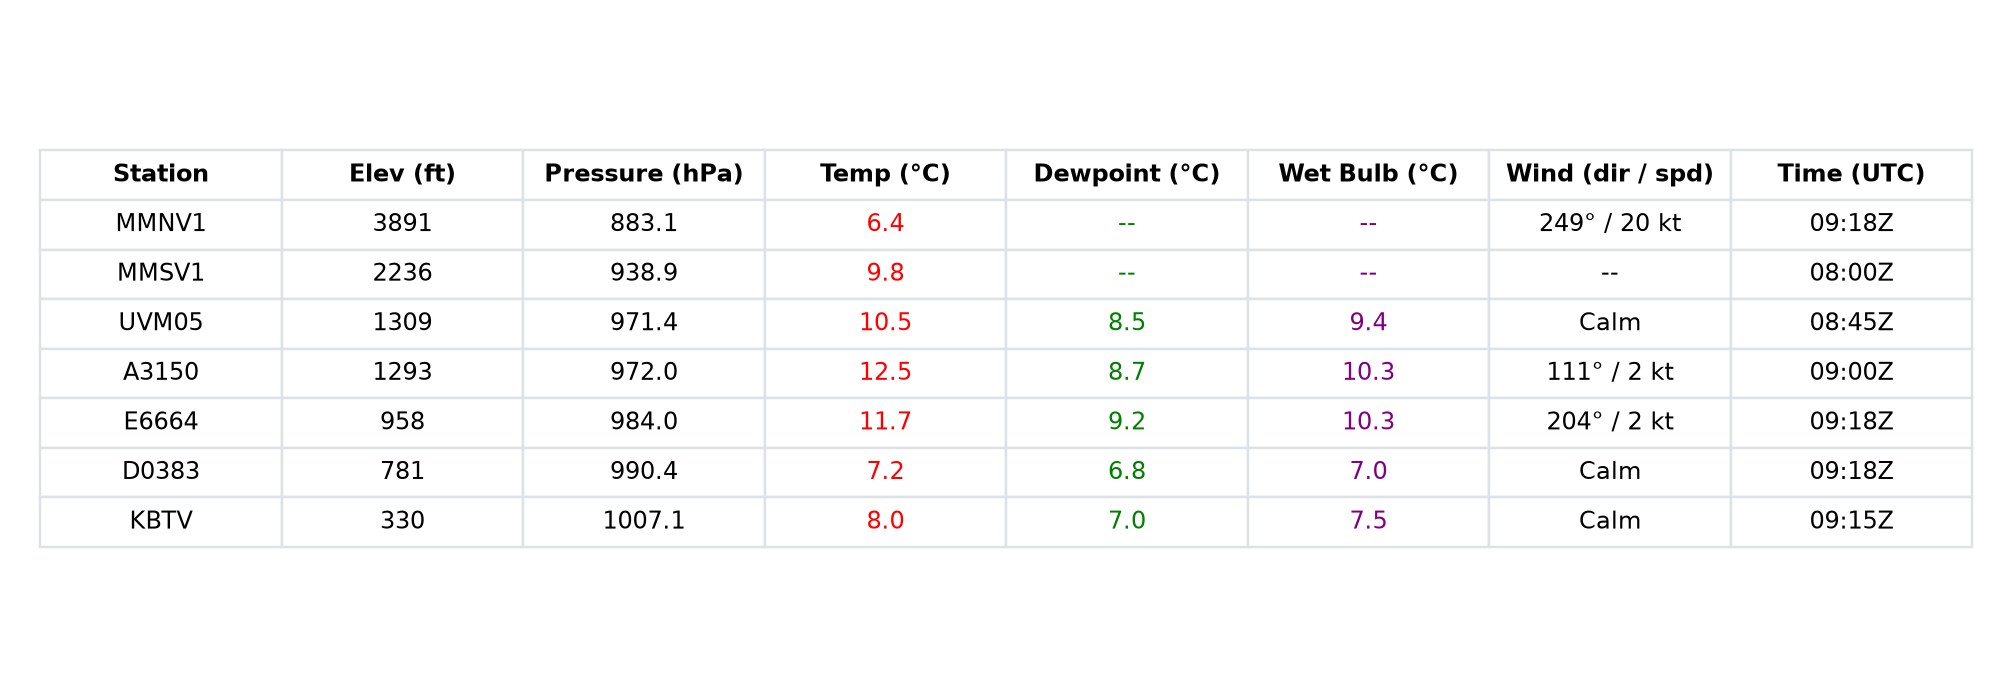 Station Elev (ft) Pressure (hPa) Temp (°C) Dewpoint (°C) Wet Bulb (°C) Wind (dir / spd) Time (UTC)
MMNV1 3891 883.1 6.4 -- -- 249° / 20 kt 09:18Z
MMSV1 2236 938.9 9.8 -- -- -- 08:00Z
UVM05 1309 971.4 10.5 8.5 9.4 Calm 08:45Z
A3150 1293 972.0 12.5 8.7 10.3 111° / 2 kt 09:00Z
E6664 958 984.0 11.7 9.2 10.3 204° / 2 kt 09:18Z
D0383 781 990.4 7.2 6.8 7.0 Calm 09:18Z
KBTV 330 1007.1 8.0 7.0 7.5 Calm 09:15Z